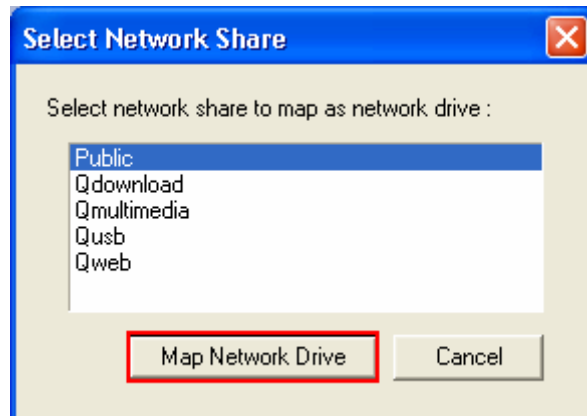 Select Network Share
Select network share to map as network drive :
Public
Qdownload
Qmultimedia
Qusb
Qweb
Map Network Drive
Cancel